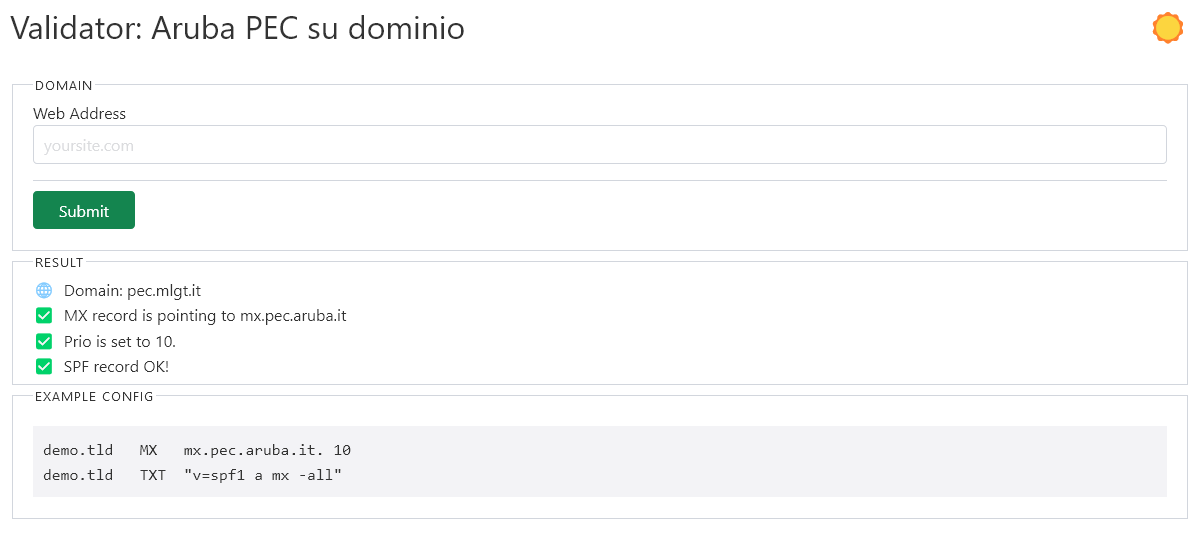 Validator: Aruba PEC su dominio
DOMAIN
Web Address
yoursite.com
Submit
RESULT
Domain: pec.mlgt.it
MX record is pointing to mx.pec.aruba.it
Prio is set to 10.
SPF record OK!
EXAMPLE CONFIG
demo.tld   MX   mx.pec.aruba.it. 10
demo.tld   TXT  "v=spf1 a mx -all"